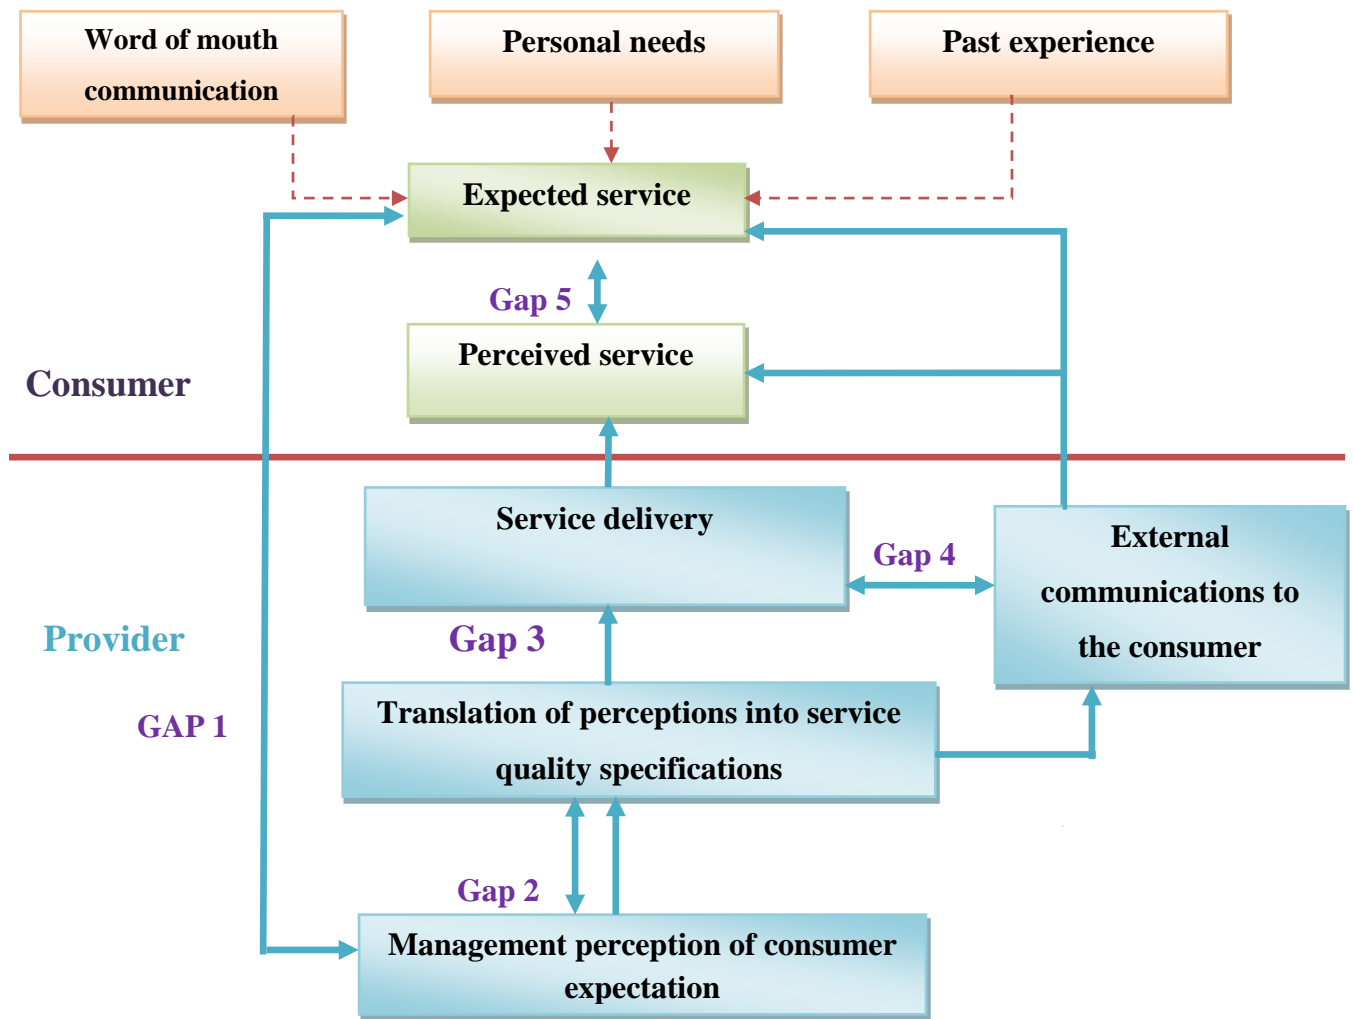 Word of mouth
communication
Personal needs
Past experience
Expected service
Gap 5
Perceived service
Consumer
Service delivery
Gap 4
External
communications to
the consumer
Provider
Gap 3
GAP 1
Translation of perceptions into service
quality specifications
Gap 2
Management perception of consumer
expectation